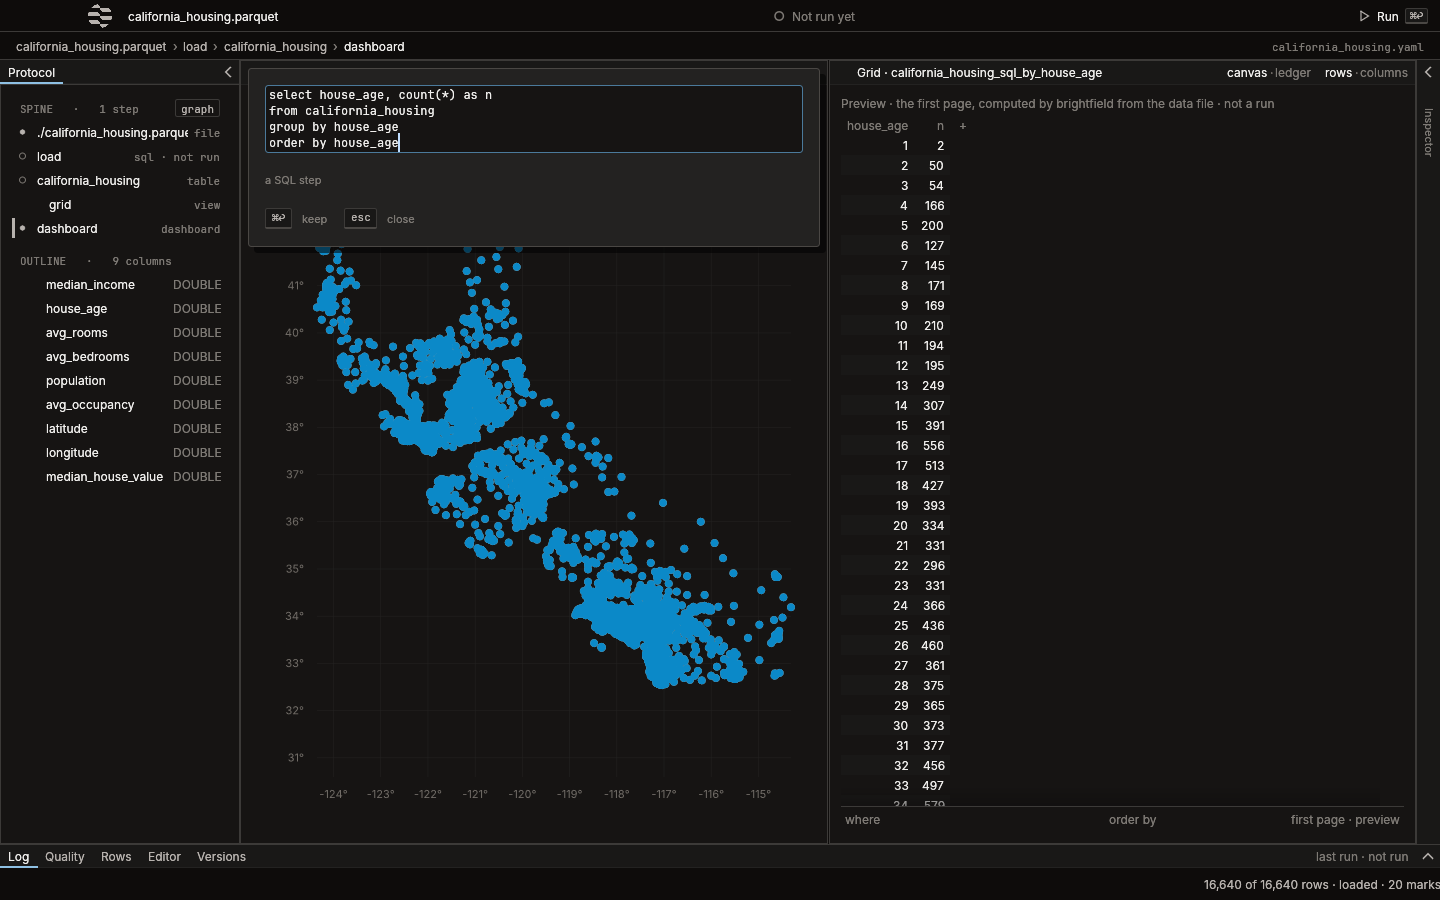 california_housing.parquet
Not run yet
Run
california_housing.parquet › load › california_housing › dashboard
california_housing.yaml
Protocol
SPINE · 1 step graph
./california_housing.parque file
load sql · not run
california_housing table
grid view
dashboard dashboard
OUTLINE · 9 columns
median_income DOUBLE
house_age DOUBLE
avg_rooms DOUBLE
avg_bedrooms DOUBLE
population DOUBLE
avg_occupancy DOUBLE
latitude DOUBLE
longitude DOUBLE
median_house_value DOUBLE
select house_age, count(*) as n
from california_housing
group by house_age
order by house_age
a SQL step
⌘↵ keep esc close
41°
40°
39°
38°
37°
36°
35°
34°
33°
32°
31°
-124° -123° -122° -121° -120° -119° -118° -117° -116° -115°
Grid · california_housing_sql_by_house_age
canvas · ledger rows · columns
Preview · the first page, computed by brightfield from the data file · not a run
house_age n +
1 2
2 50
3 54
4 166
5 200
6 127
7 145
8 171
9 169
10 210
11 194
12 195
13 249
14 307
15 391
16 556
17 513
18 427
19 393
20 334
21 331
22 296
23 331
24 366
25 436
26 460
27 361
28 375
29 365
30 373
31 377
32 456
33 497
34 579
where order by first page · preview
Inspector
Log Quality Rows Editor Versions
last run · not run
16,640 of 16,640 rows · loaded · 20 marks